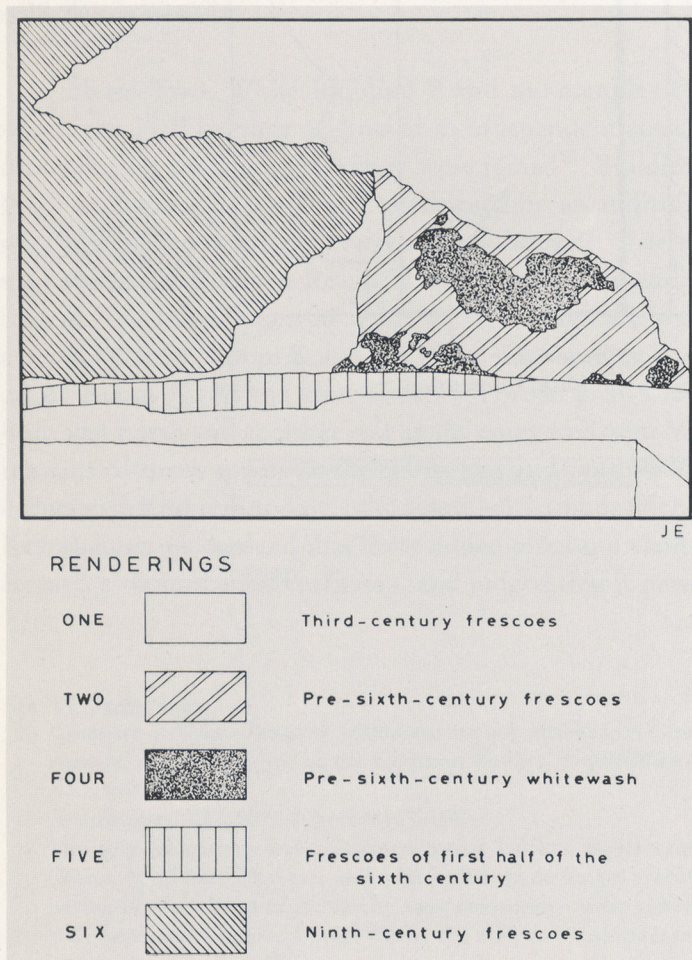 JE
RENDERINGS
ONE Third-century frescoes
TWO Pre-sixth-century frescoes
FOUR Pre-sixth-century whitewash
FIVE Frescoes of first half of the
sixth century
SIX Ninth-century frescoes